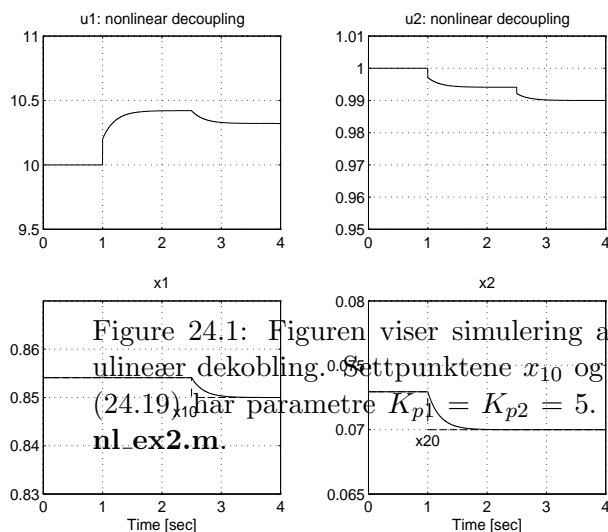 u1: nonlinear decoupling
11
10.5
10
9.5
0 1 2 3 4
u2: nonlinear decoupling
1.01
1
0.99
0.98
0.97
0.96
0.95
0 1 2 3 4
x1
0.86
0.85
0.84
0.83
0 1 2 3 4
x10
Time [sec]
x2
0.08
0.075
0.07
0.065
0 1 2 3 4
x20
Time [sec]
Figure 24.1: Figuren viser simulering a
ulineær dekobling. Settpunktene x₁₀ og
(24.19) har parametre Kₚ₁ = Kₚ₂ = 5.
nl_ex2.m.